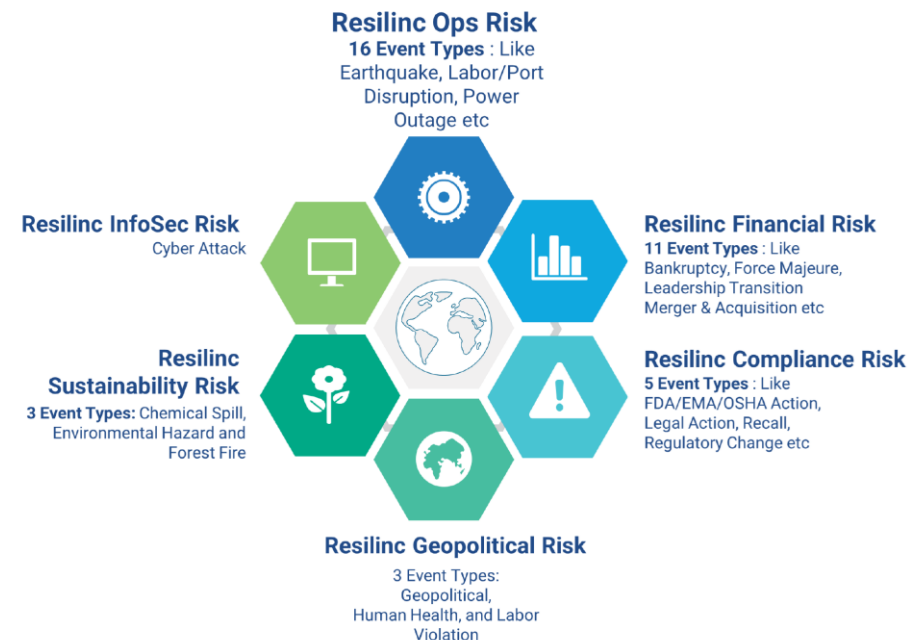 Resilinc Ops Risk
16 Event Types : Like
Earthquake, Labor/Port
Disruption, Power
Outage etc
Resilinc InfoSec Risk
Cyber Attack
Resilinc Financial Risk
11 Event Types : Like
Bankruptcy, Force Majeure,
Leadership Transition
Merger & Acquisition etc
Resilinc
Sustainability Risk
3 Event Types: Chemical Spill,
Environmental Hazard and
Forest Fire
Resilinc Compliance Risk
5 Event Types : Like
FDA/EMA/OSHA Action,
Legal Action, Recall,
Regulatory Change etc
Resilinc Geopolitical Risk
3 Event Types:
Geopolitical,
Human Health, and Labor
Violation